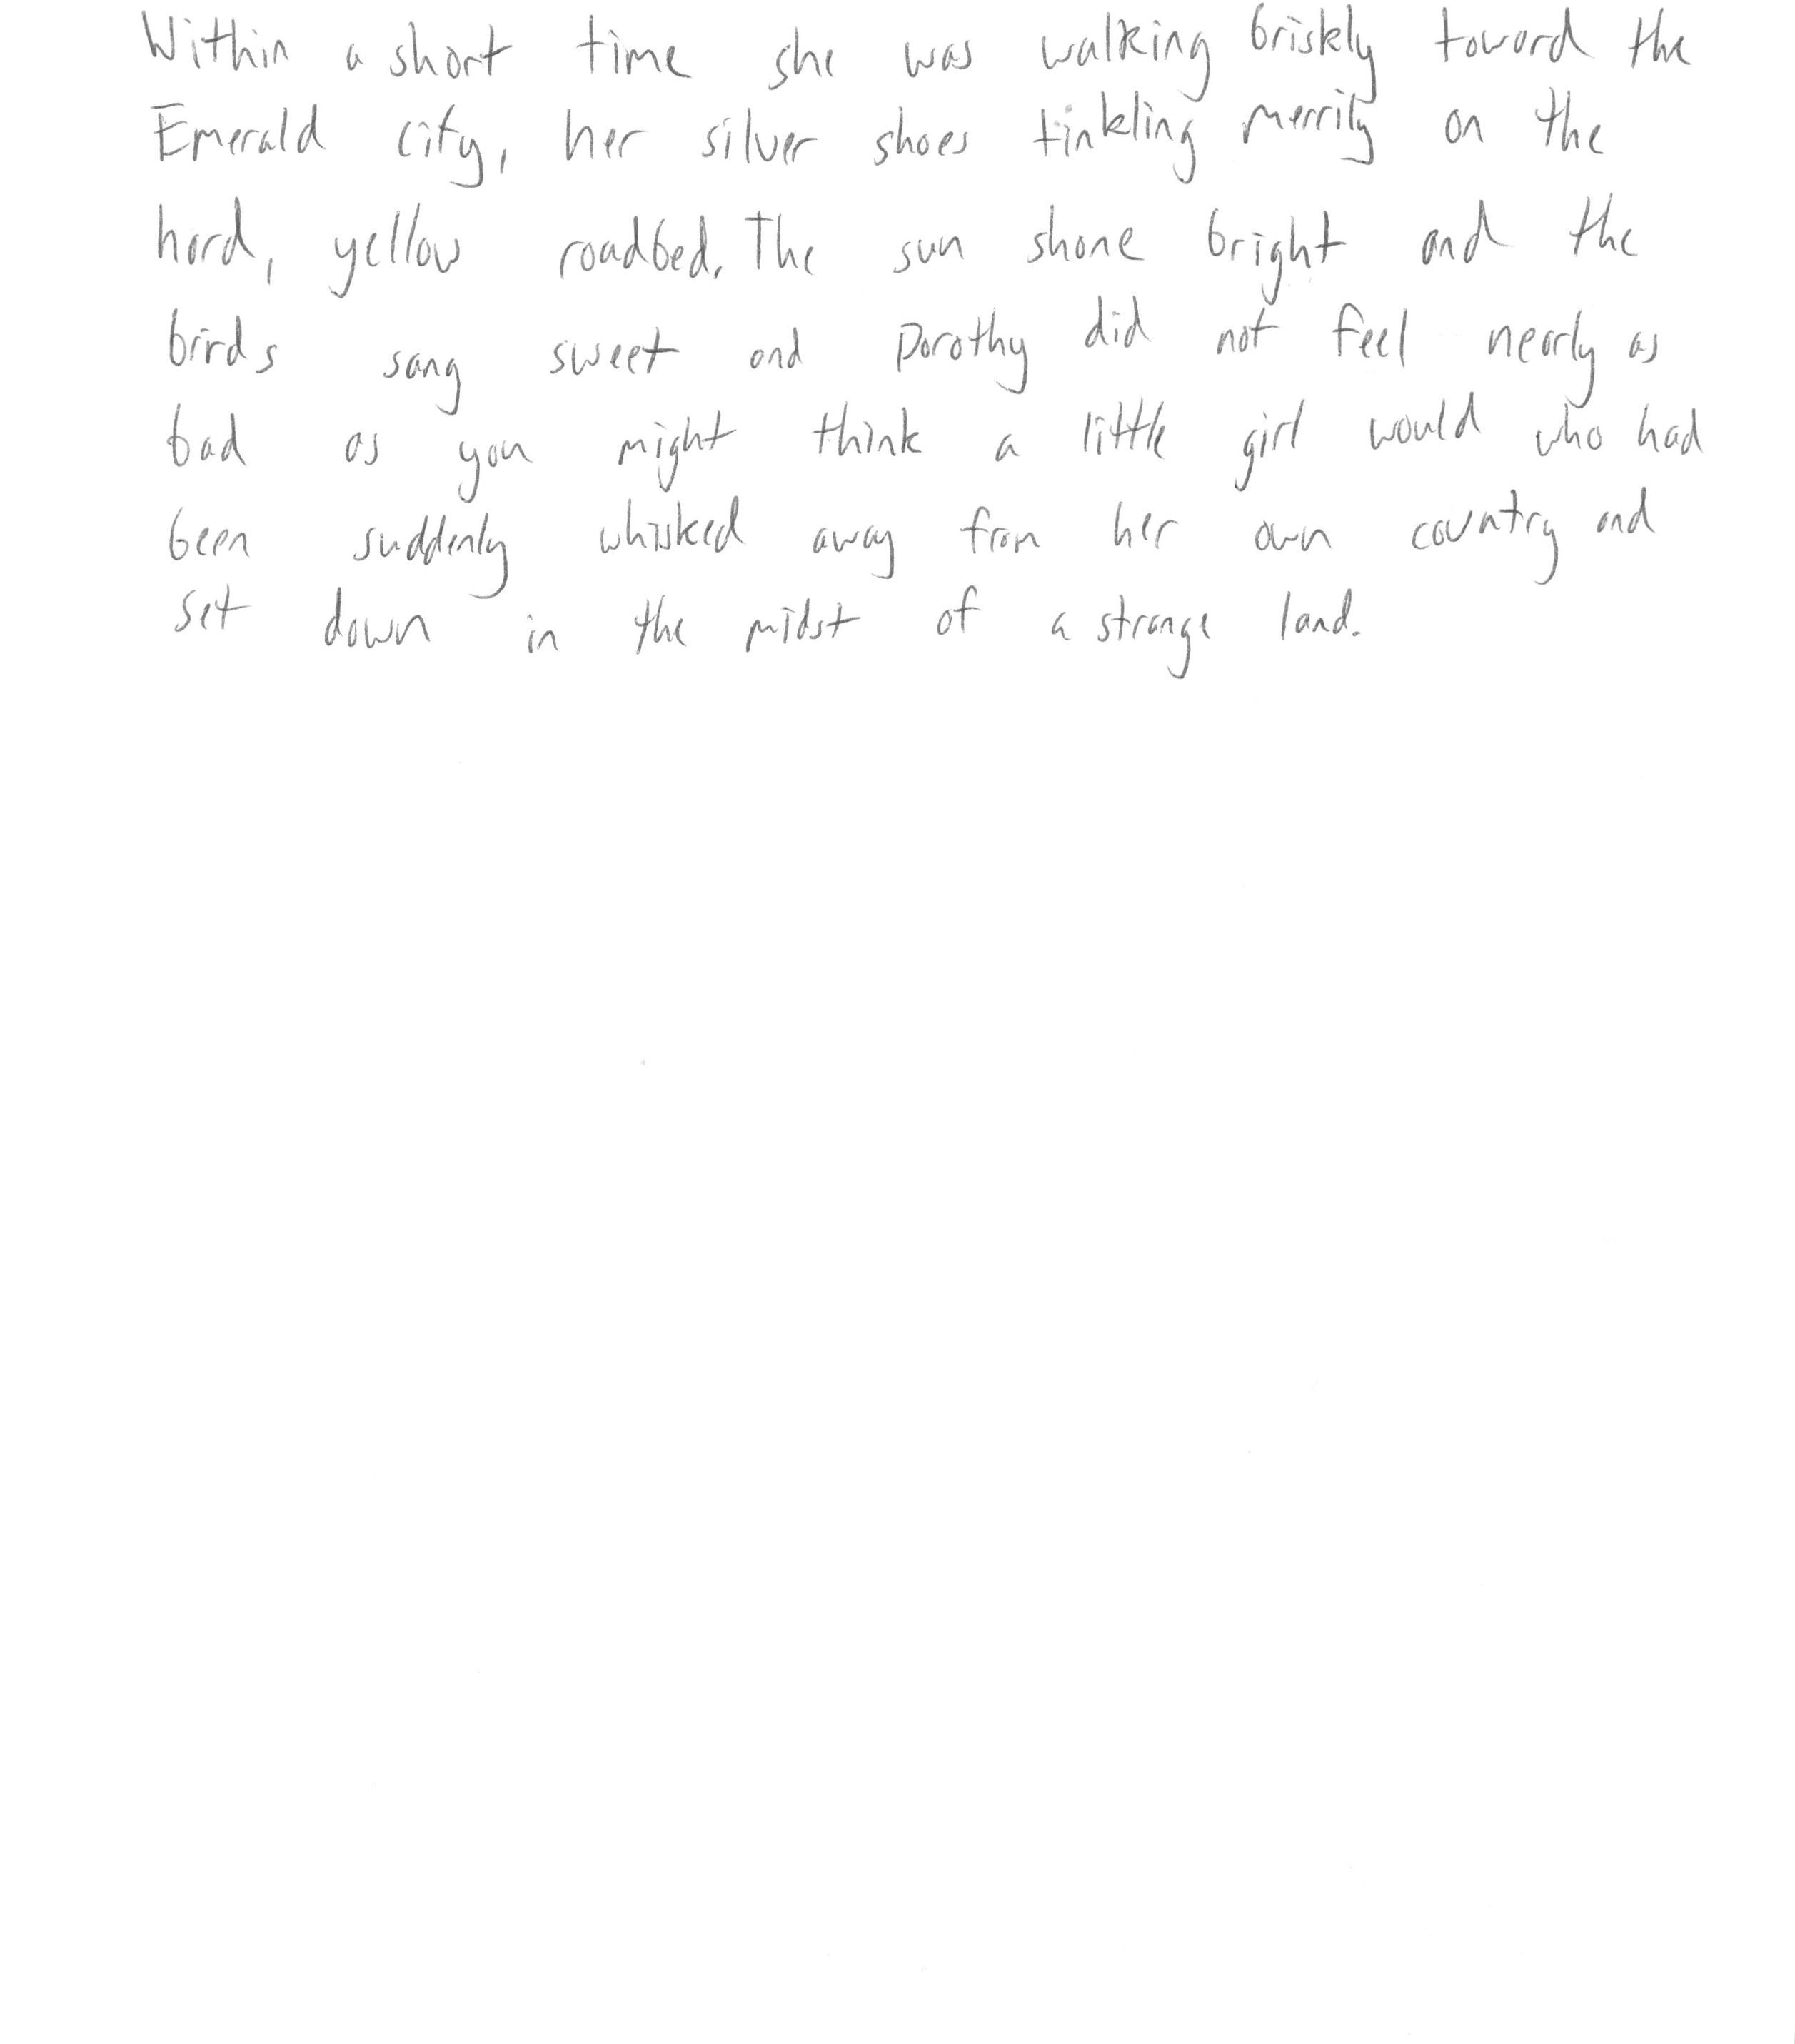 Within a short time she was walking briskly toward the
Emerald city, her silver shoes tinkling merrily on the
hard, yellow roadbed. The sun shone bright and the
birds sang sweet and Dorothy did not feel nearly as
bad as you might think a little girl would who had
been suddenly whisked away from her own country and
set down in the midst of a strange land.